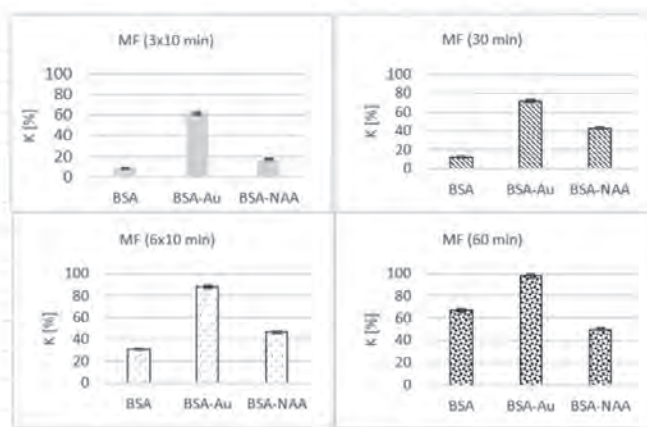 MF (3x10 min)
100
80
60
40
20
0
K [%]
BSA BSA-Au BSA-NAA
MF (30 min)
100
80
60
40
20
0
K [%]
BSA BSA-Au BSA-NAA
MF (6x10 min)
100
80
60
40
20
0
K [%]
BSA BSA-Au BSA-NAA
MF (60 min)
100
80
60
40
20
0
K [%]
BSA BSA-Au BSA-NAA